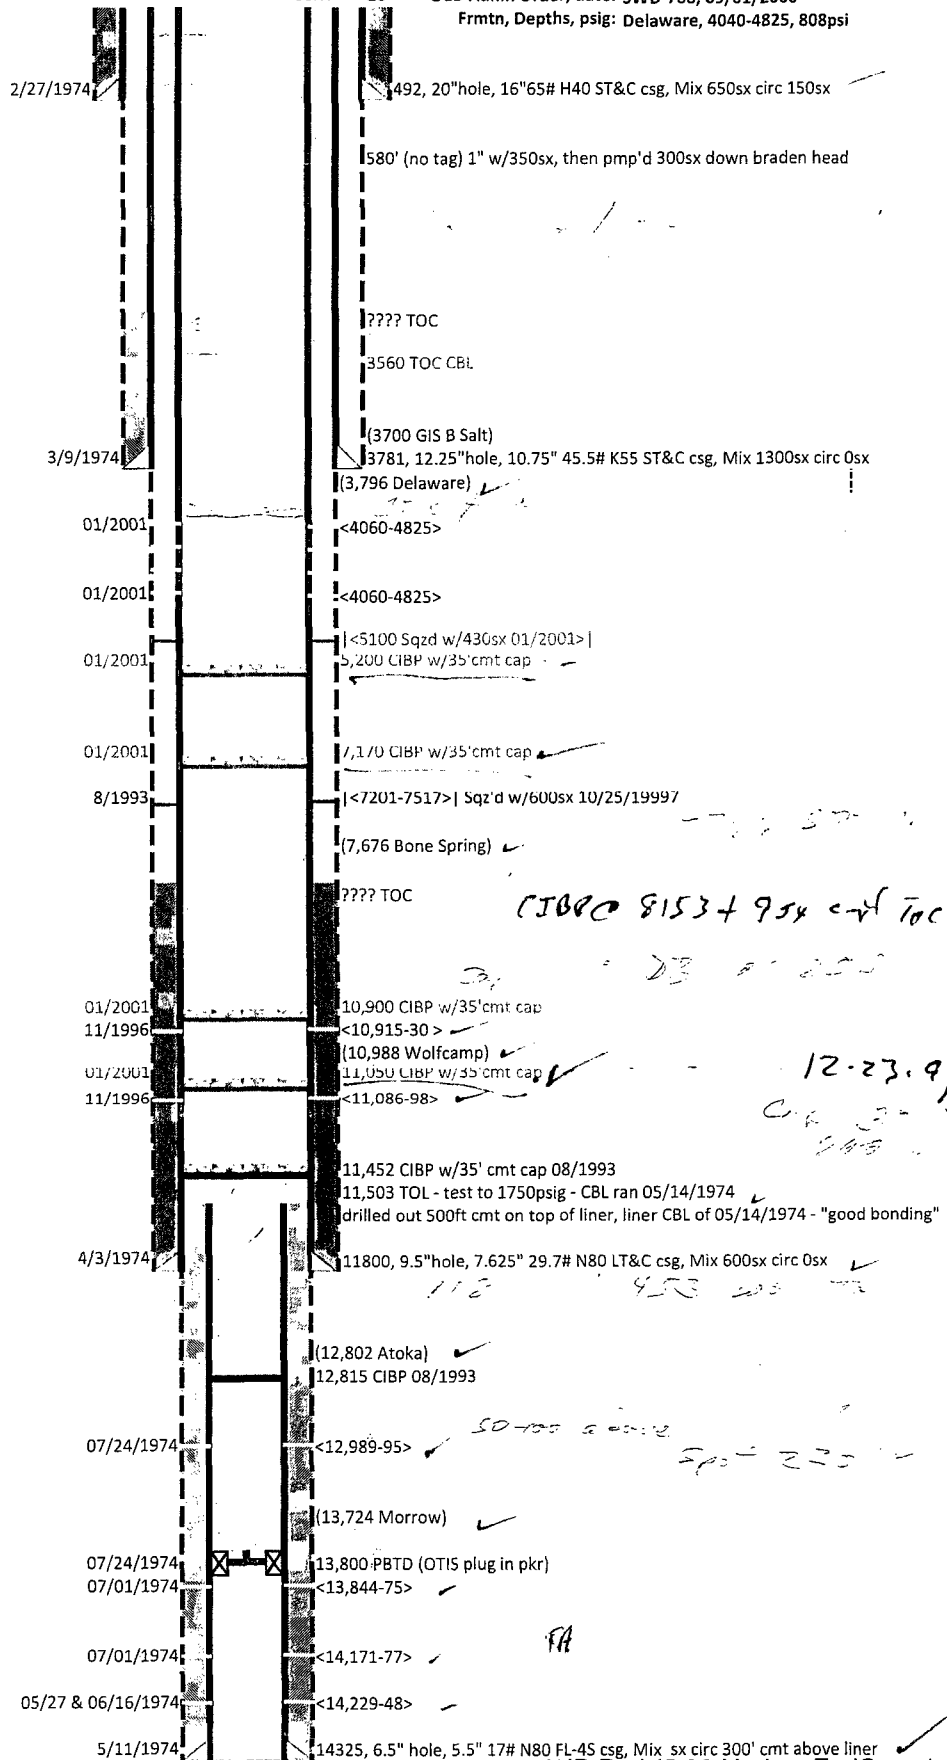 Frmtn, Depths, psig: Delaware, 4040-4825, 808psi
2/27/1974 492, 20"hole, 16"65# H40 ST&C csg, Mix 650sx circ 150sx
580' (no tag) 1" w/350sx, then pmp'd 300sx down braden head
???? TOC
3560 TOC CBL
(3700 GIS B Salt)
3/9/1974 3781, 12.25"hole, 10.75" 45.5# K55 ST&C csg, Mix 1300sx circ 0sx
(3,796 Delaware)
01/2001 <4060-4825>
01/2001 <4060-4825>
|<5100 Sqzd w/430sx 01/2001>|
01/2001 5,200 CIBP w/35'cmt cap
01/2001 7,170 CIBP w/35'cmt cap
8/1993 |<7201-7517>| Sqz'd w/600sx 10/25/19997
(7,676 Bone Spring)
???? TOC
CIBP@ 8153 + 95x cmt TOC
01/2001 10,900 CIBP w/35'cmt cap
11/1996 <10,915-30 >
(10,988 Wolfcamp)
01/2001 11,050 CIBP w/35'cmt cap
12.23.9
11/1996 <11,086-98>
11,452 CIBP w/35' cmt cap 08/1993
11,503 TOL - test to 1750psig - CBL ran 05/14/1974
drilled out 500ft cmt on top of liner, liner CBL of 05/14/1974 - "good bonding"
4/3/1974 11800, 9.5"hole, 7.625" 29.7# N80 LT&C csg, Mix 600sx circ 0sx
(12,802 Atoka)
12,815 CIBP 08/1993
07/24/1974 <12,989-95>
(13,724 Morrow)
07/24/1974 13,800 PBTD (OTIS plug in pkr)
07/01/1974 <13,844-75>
07/01/1974 <14,171-77>
05/27 & 06/16/1974 <14,229-48>
5/11/1974 14325, 6.5" hole, 5.5" 17# N80 FL-4S csg, Mix sx circ 300' cmt above liner